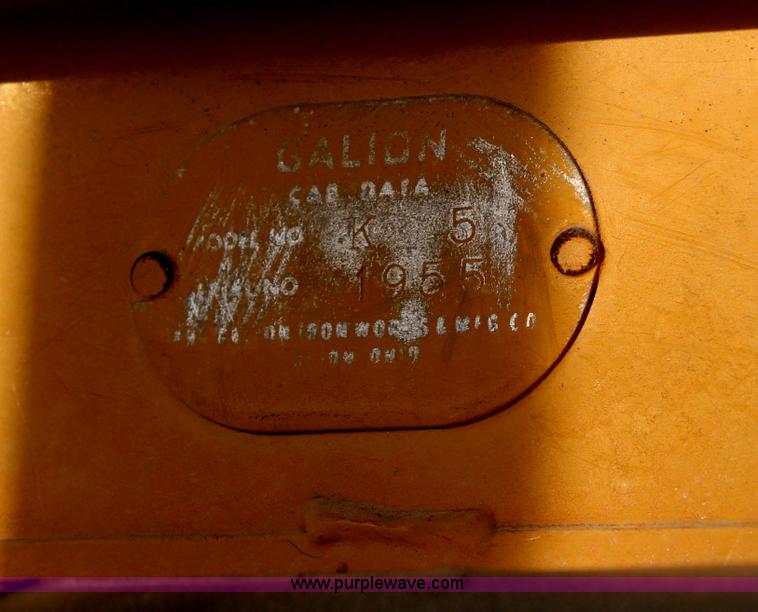 GALION
CAB DATA
MODEL NO K 5
NO 1955
IRON WORKS & MFG CO
OHIO
www.purplewave.com